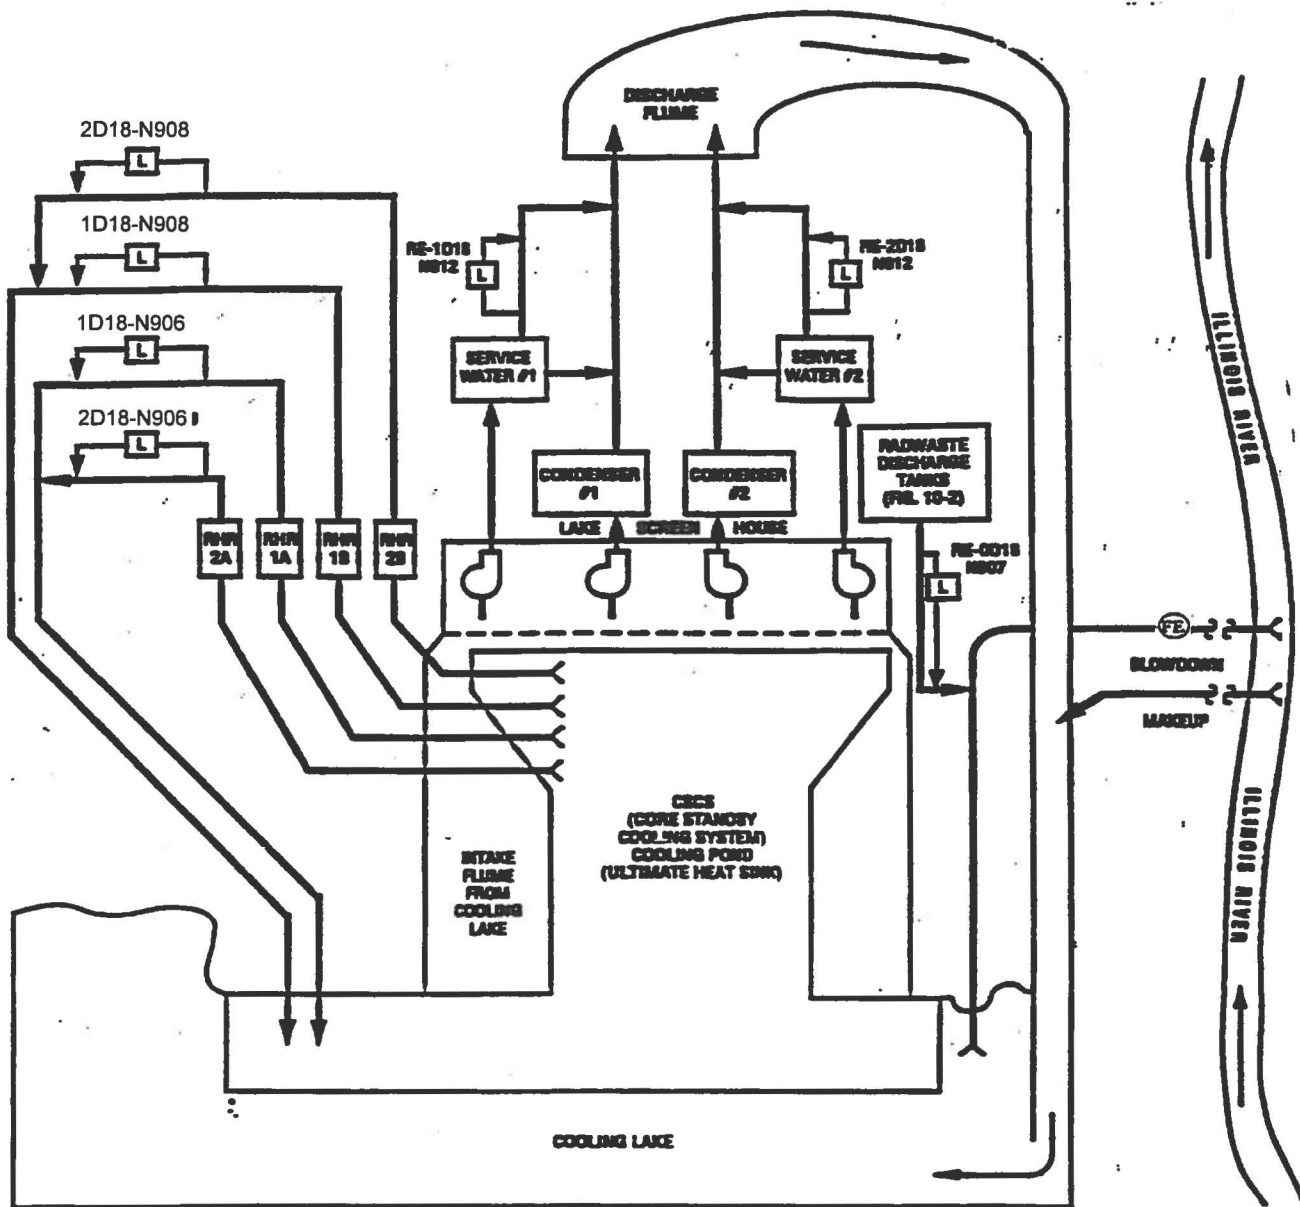 DISCHARGE
FLUME
2D18-N908
L
1D18-N908
L
1D18-N906
L
2D18-N906
L
RE-1D18
N912
L
RE-2D18
N912
L
SERVICE
WATER #1
SERVICE
WATER #2
CONDENSER
#1
CONDENSER
#2
RADWASTE
DISCHARGE
TANKS
(FIG. 10-2)
LAKE SCREEN HOUSE
RHR
2A
RHR
1A
RHR
1B
RHR
2B
RE-0D18
N907
L
FE
BLOWDOWN
MAKEUP
ILLINOIS RIVER
ILLINOIS RIVER
CSCS
(CORE STANDBY
COOLING SYSTEM)
COOLING POND
(ULTIMATE HEAT SINK)
INTAKE
FLUME
FROM
COOLING
LAKE
COOLING LAKE